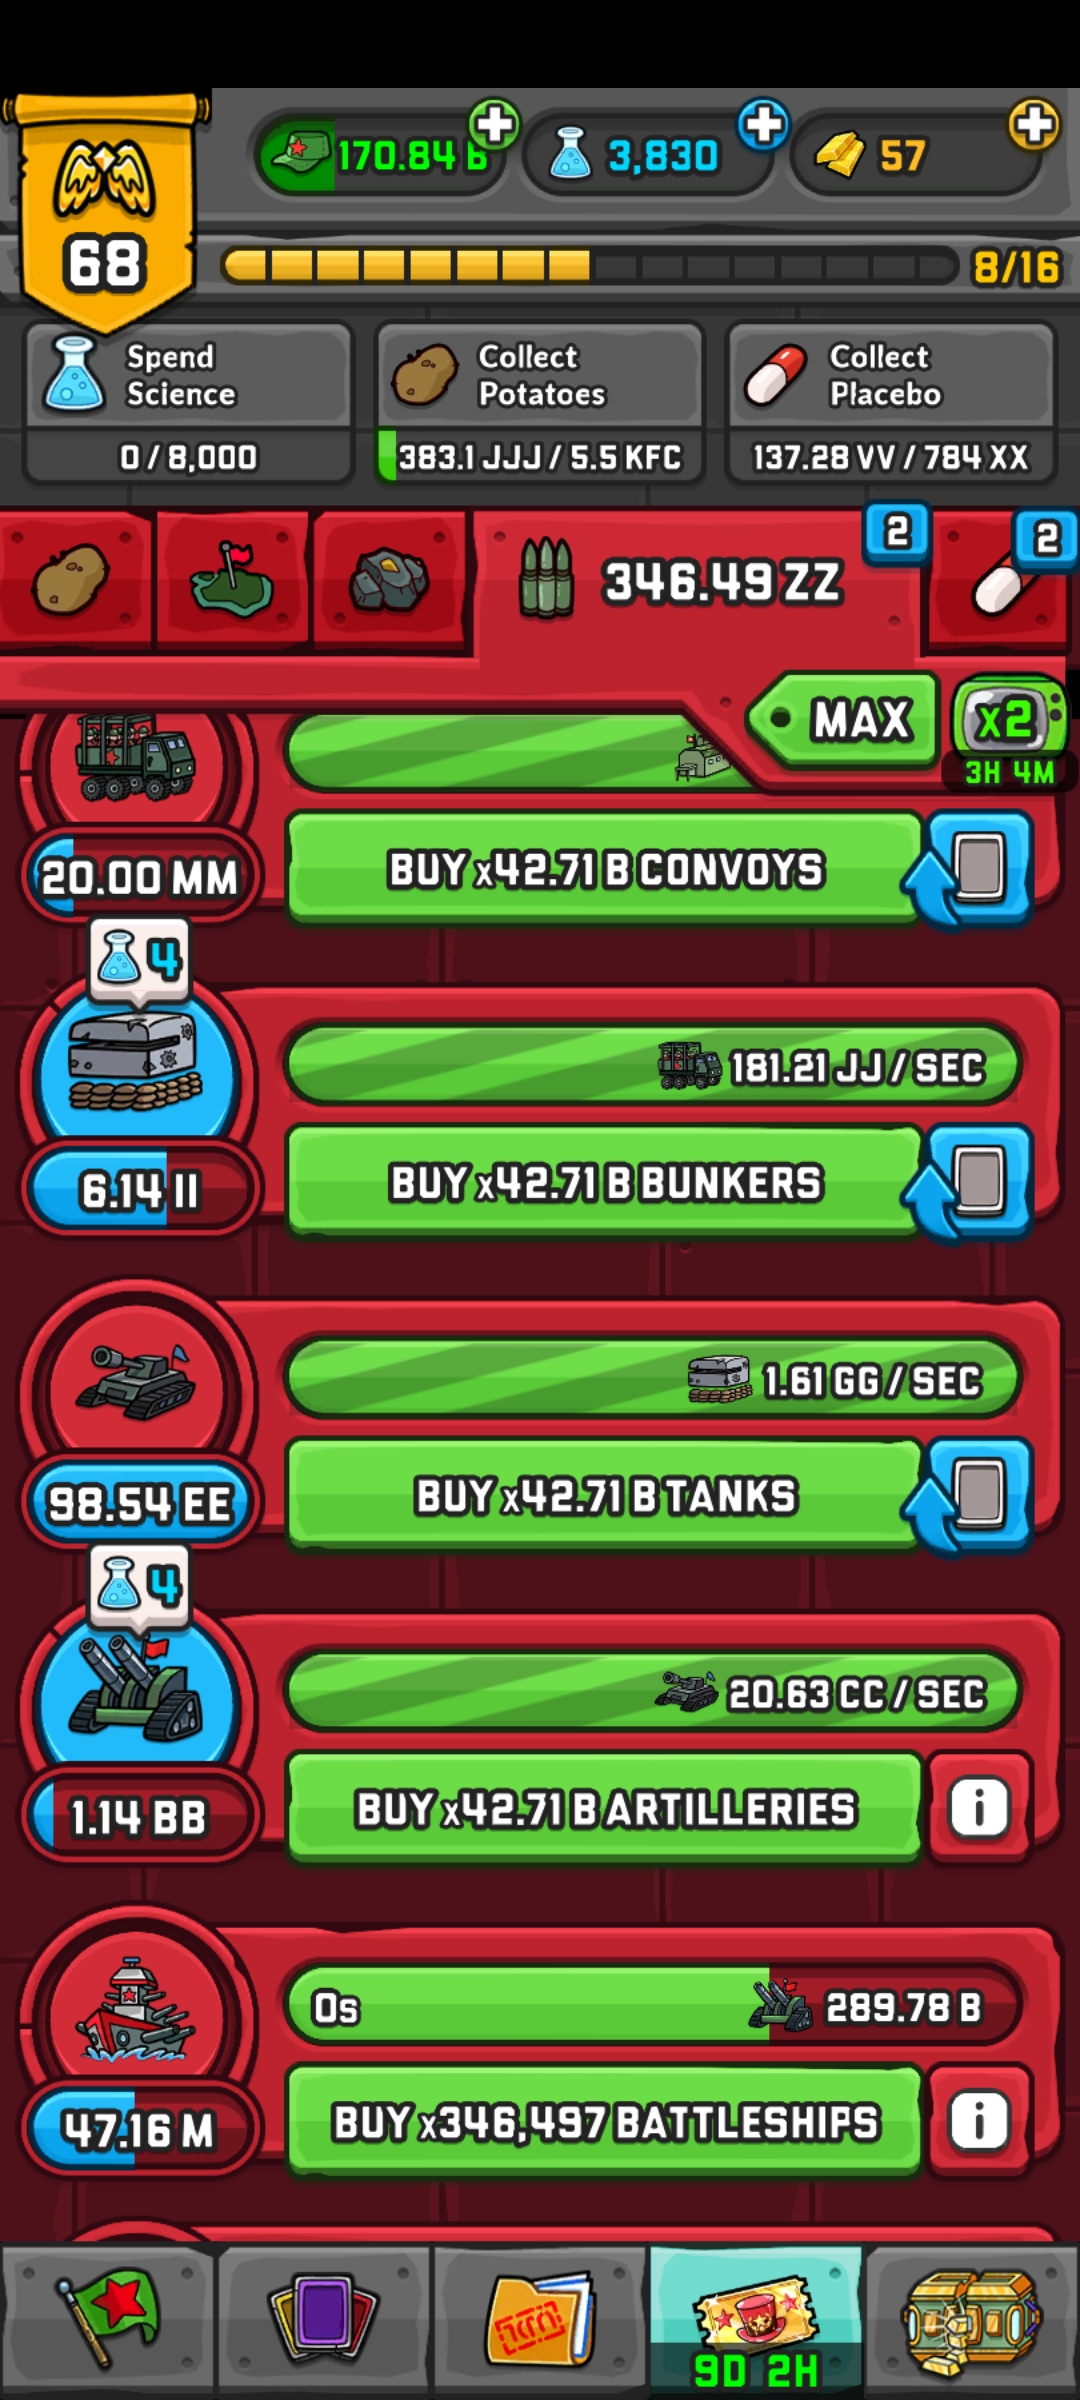 170.84 B
3,830
57
68
8/16
Spend
Science
0 / 8,000
Collect
Potatoes
383.1 JJJ / 5.5 KFC
Collect
Placebo
137.28 VV / 784 XX
346.49 ZZ
2
2
MAX
x2
3H 4M
20.00 MM
BUY x42.71 B CONVOYS
4
181.21 JJ / SEC
6.14 II
BUY x42.71 B BUNKERS
1.61 GG / SEC
98.54 EE
BUY x42.71 B TANKS
4
20.63 CC / SEC
1.14 BB
BUY x42.71 B ARTILLERIES
i
0s
289.78 B
47.16 M
BUY x346,497 BATTLESHIPS
i
9D 2H